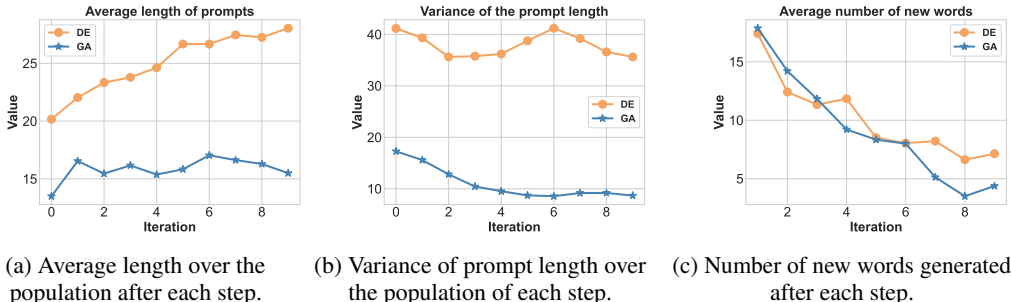 Average length of prompts
DE
GA
25
20
15
Value
0 2 4 6 8
Iteration
(a) Average length over the
population after each step.
Variance of the prompt length
40
30
20
10
Value
DE
GA
0 2 4 6 8
Iteration
(b) Variance of prompt length over
the population of each step.
Average number of new words
DE
GA
15
10
5
Value
2 4 6 8
Iteration
(c) Number of new words generated
after each step.